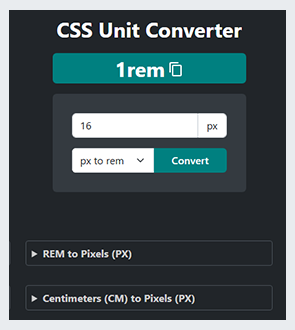 CSS Unit Converter
1rem
16 px
px to rem Convert
REM to Pixels (PX)
Centimeters (CM) to Pixels (PX)